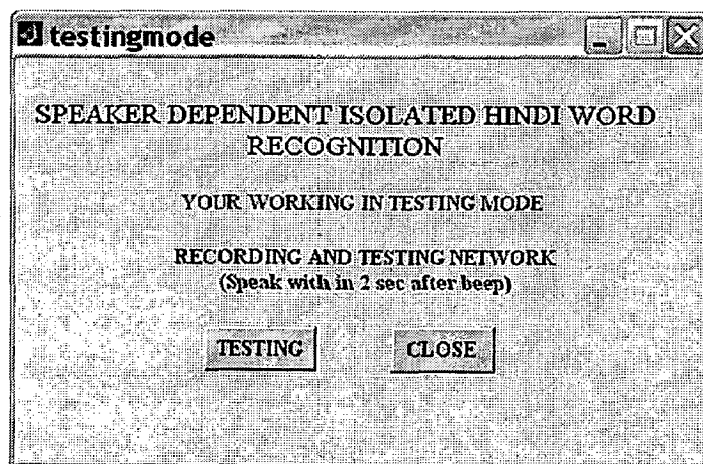 testingmode
SPEAKER DEPENDENT ISOLATED HINDI WORD
RECOGNITION
YOUR WORKING IN TESTING MODE
RECORDING AND TESTING NETWORK
(Speak with in 2 sec after beep)
TESTING CLOSE